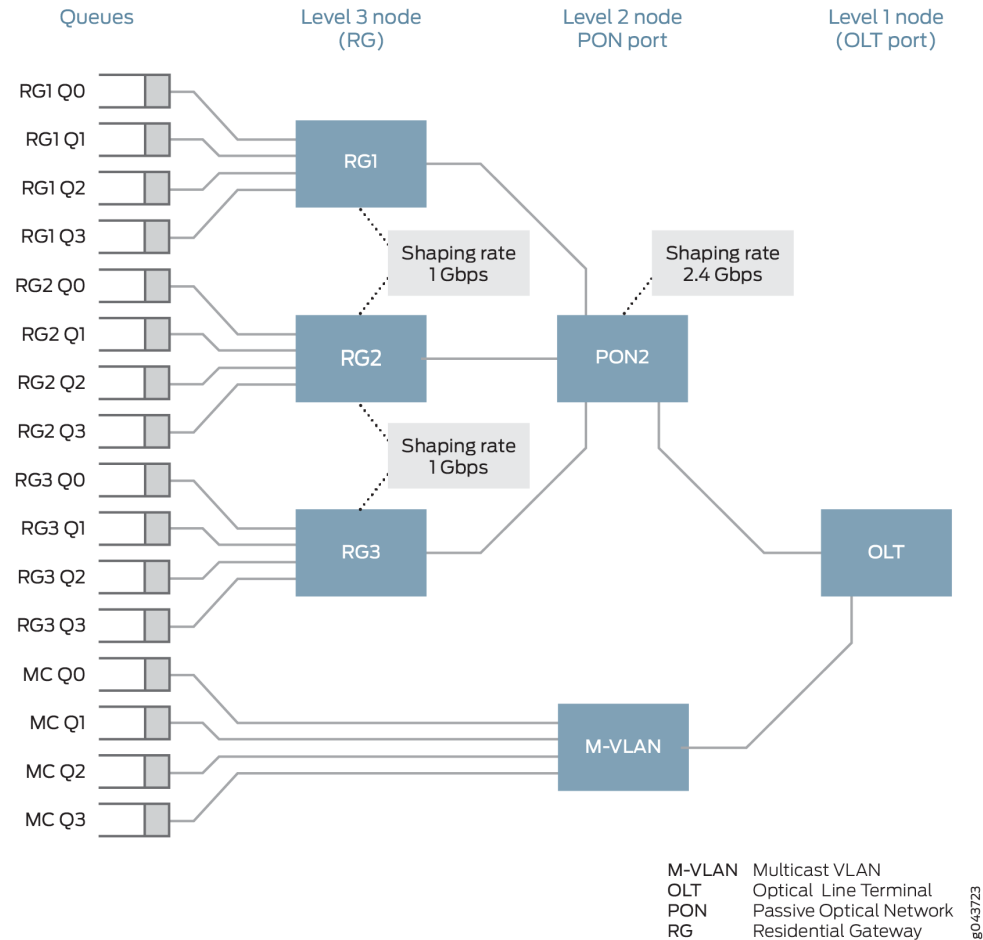 Queues
Level 3 node
(RG)
Level 2 node
PON port
Level 1 node
(OLT port)
RG1 Q0
RG1 Q1
RG1 Q2
RG1 Q3
RG2 Q0
RG2 Q1
RG2 Q2
RG2 Q3
RG3 Q0
RG3 Q1
RG3 Q2
RG3 Q3
MC Q0
MC Q1
MC Q2
MC Q3
RG1
Shaping rate
1 Gbps
RG2
Shaping rate
1 Gbps
RG3
Shaping rate
2.4 Gbps
PON2
M-VLAN
OLT
M-VLAN Multicast VLAN
OLT Optical Line Terminal
PON Passive Optical Network
RG Residential Gateway
g043723